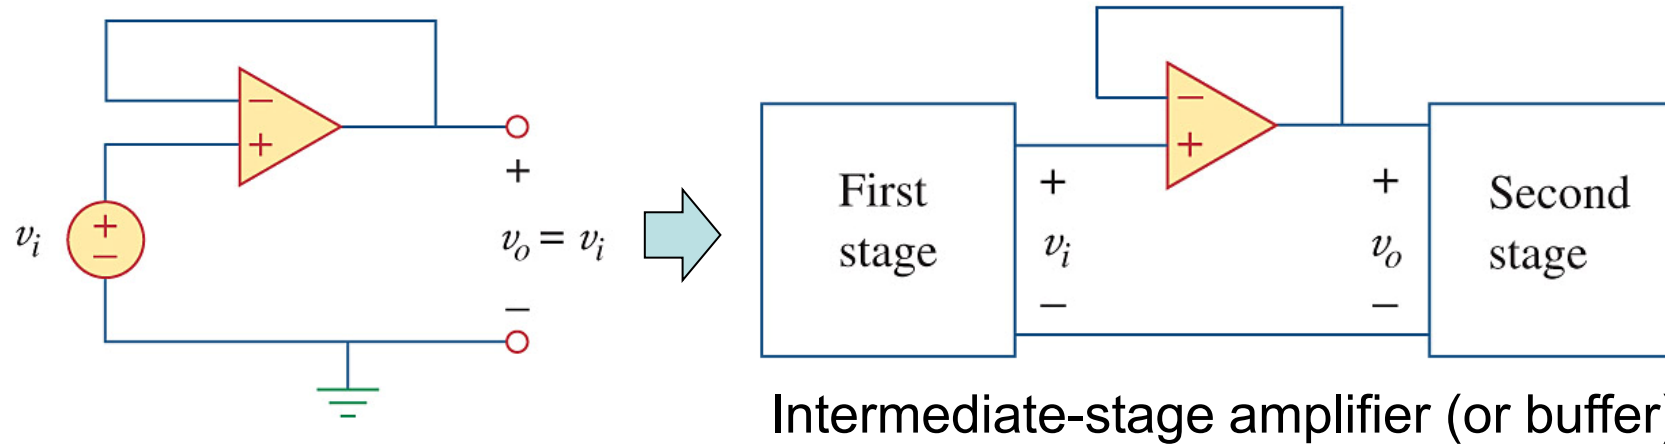 −
+
vi
+
−
+
vo = vi
−
First
stage
+
vi
−
−
+
+
vo
−
Second
stage
Intermediate-stage amplifier (or buffer)